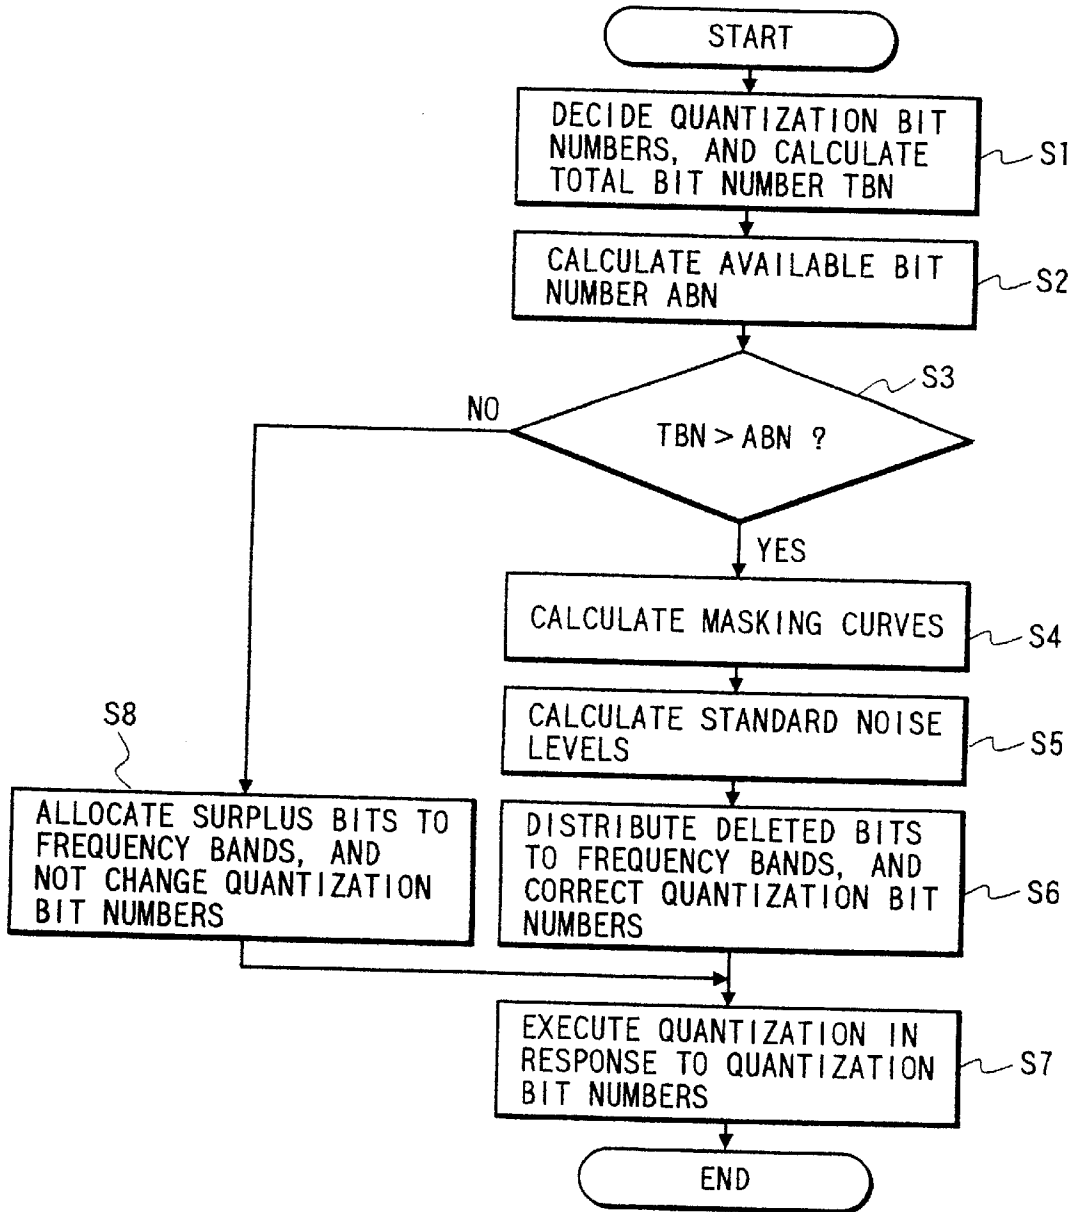 START
DECIDE QUANTIZATION BIT
NUMBERS, AND CALCULATE
TOTAL BIT NUMBER TBN
S1
CALCULATE AVAILABLE BIT
NUMBER ABN
S2
S3
NO
TBN > ABN ?
YES
CALCULATE MASKING CURVES
S4
CALCULATE STANDARD NOISE
LEVELS
S5
S8
ALLOCATE SURPLUS BITS TO
FREQUENCY BANDS, AND
NOT CHANGE QUANTIZATION
BIT NUMBERS
DISTRIBUTE DELETED BITS
TO FREQUENCY BANDS, AND
CORRECT QUANTIZATION BIT
NUMBERS
S6
EXECUTE QUANTIZATION IN
RESPONSE TO QUANTIZATION
BIT NUMBERS
S7
END